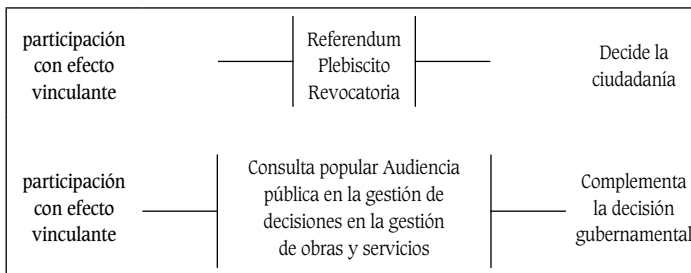 participación
con efecto
vinculante
Referendum
Plebiscito
Revocatoria
Decide la
ciudadanía
participación
con efecto
vinculante
Consulta popular Audiencia
pública en la gestión de
decisiones en la gestión
de obras y servicios
Complementa
la decisión
gubernamental